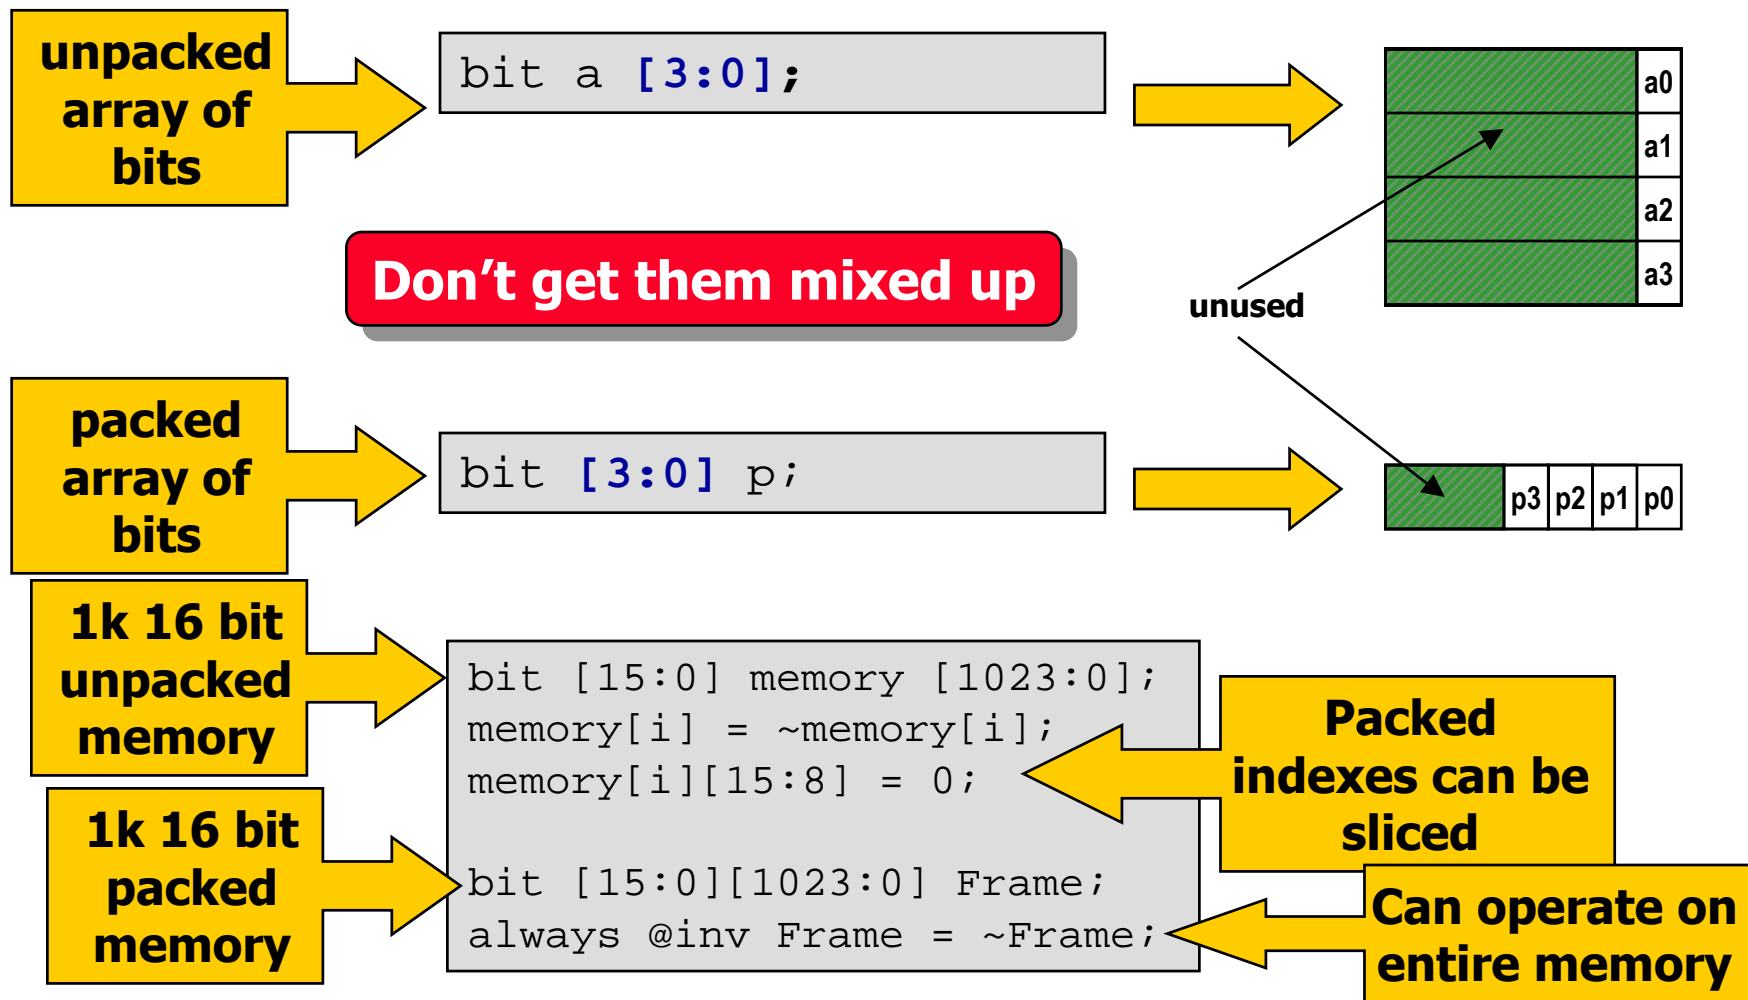 unpacked
array of
bits
bit a [3:0];
a0
a1
a2
a3
Don't get them mixed up
unused
packed
array of
bits
bit [3:0] p;
p3 p2 p1 p0
1k 16 bit
unpacked
memory
bit [15:0] memory [1023:0];
memory[i] = ~memory[i];
memory[i][15:8] = 0;
Packed
indexes can be
sliced
1k 16 bit
packed
memory
bit [15:0][1023:0] Frame;
always @inv Frame = ~Frame;
Can operate on
entire memory